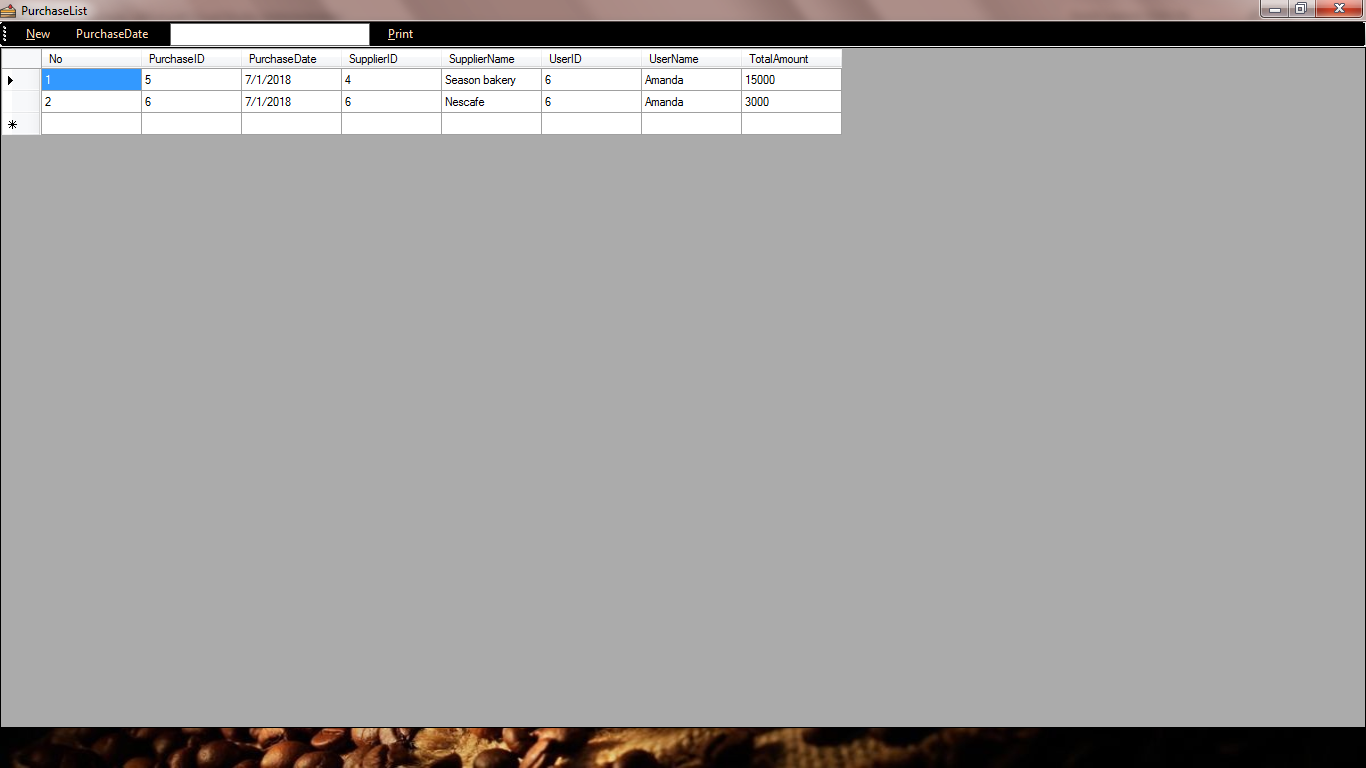 PurchaseList
New PurchaseDate Print
No PurchaseID PurchaseDate SupplierID SupplierName UserID UserName TotalAmount
1 5 7/1/2018 4 Season bakery 6 Amanda 15000
2 6 7/1/2018 6 Nescafe 6 Amanda 3000